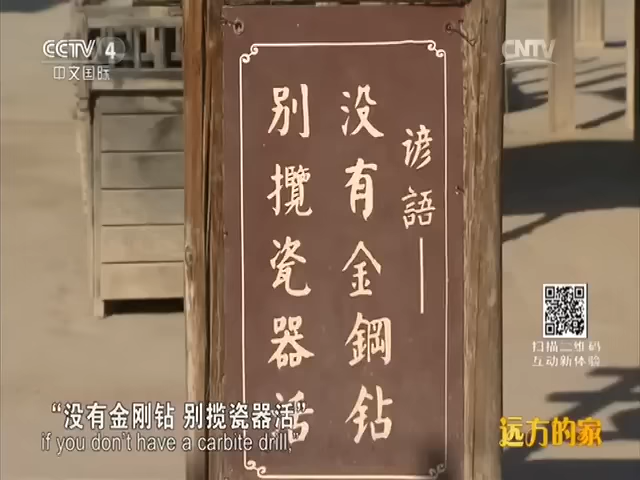 CCTV 4
中文国际
CNTV
谚語——
没有金鋼钻
别攬瓷器活
扫描二维码
互动新体验
“没有金刚钻 别揽瓷器活”
if you don't have a carbite drill,
远方的家